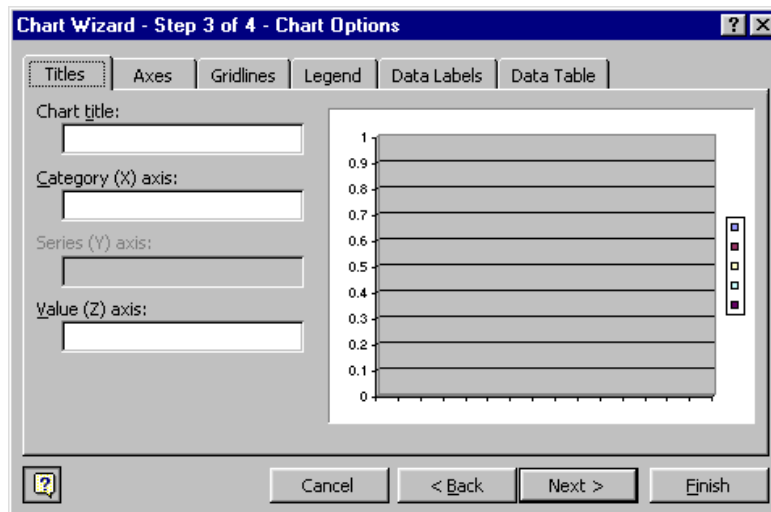 Chart Wizard - Step 3 of 4 - Chart Options
Titles Axes Gridlines Legend Data Labels Data Table
Chart title:
Category (X) axis:
Series (Y) axis:
Value (Z) axis:
1
0.9
0.8
0.7
0.6
0.5
0.4
0.3
0.2
0.1
0
Cancel < Back Next > Finish